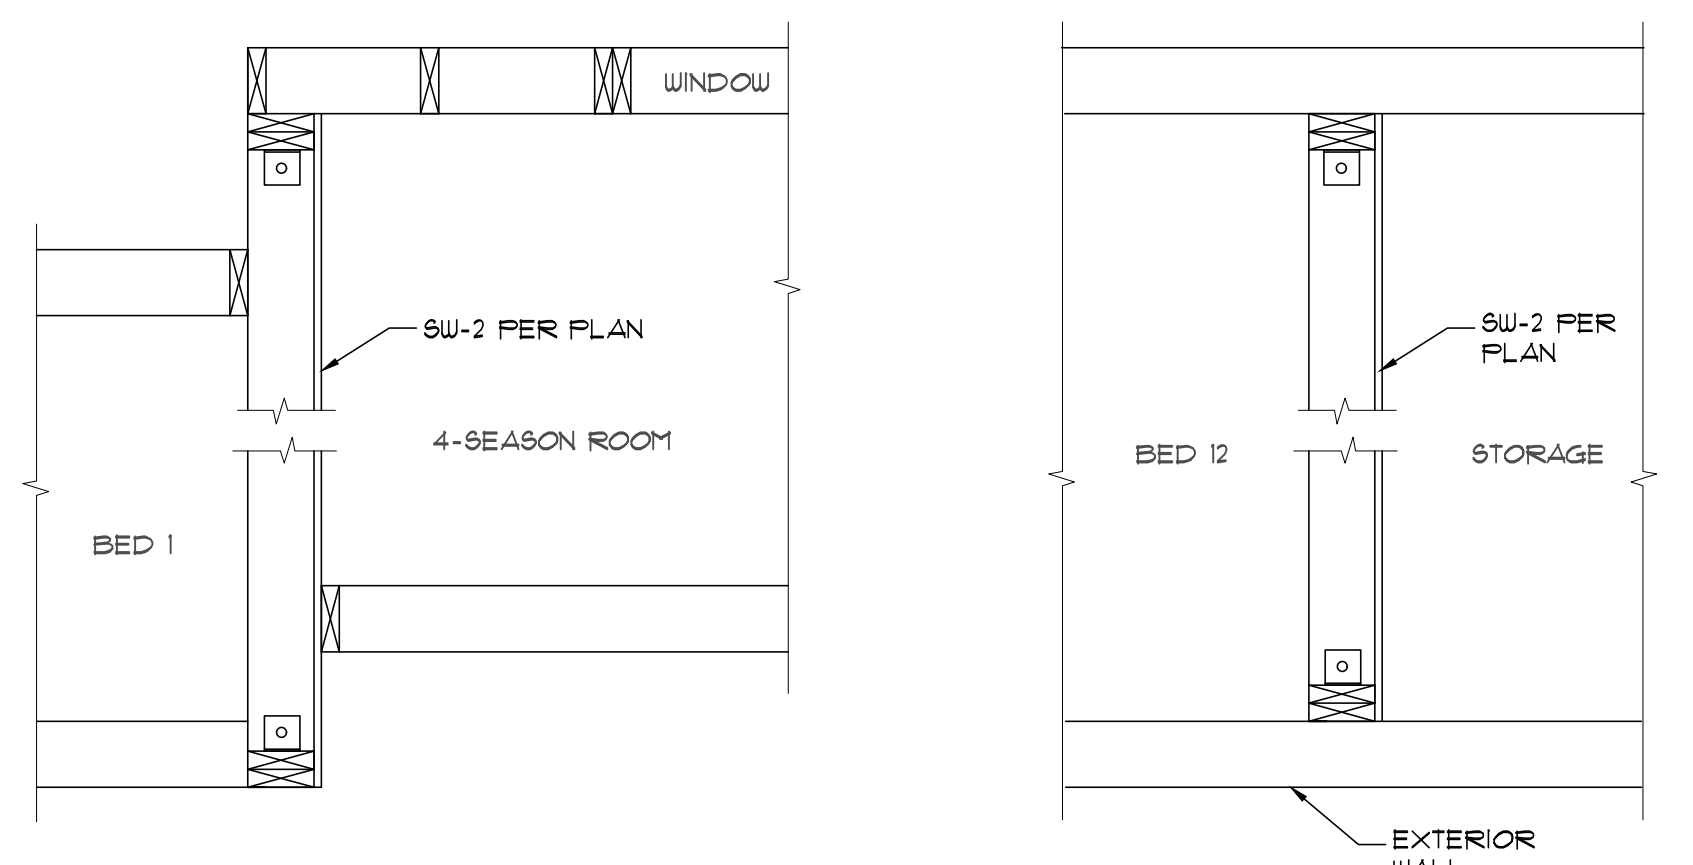 WINDOW
SW-2 PER PLAN
4-SEASON ROOM
BED 1
SW-2 PER
PLAN
BED 12
STORAGE
EXTERIOR